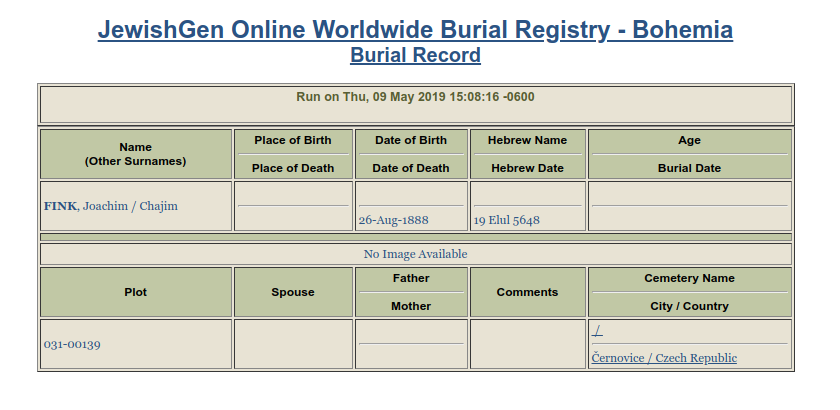 JewishGen Online Worldwide Burial Registry - Bohemia
Burial Record
Run on Thu, 09 May 2019 15:08:16 -0600
Name
(Other Surnames)
Place of Birth
Place of Death
Date of Birth
Date of Death
Hebrew Name
Hebrew Date
Age
Burial Date
FINK, Joachim / Chajim
26-Aug-1888
19 Elul 5648
No Image Available
Plot
Spouse
Father
Mother
Comments
Cemetery Name
City / Country
031-00139
/
Černovice / Czech Republic